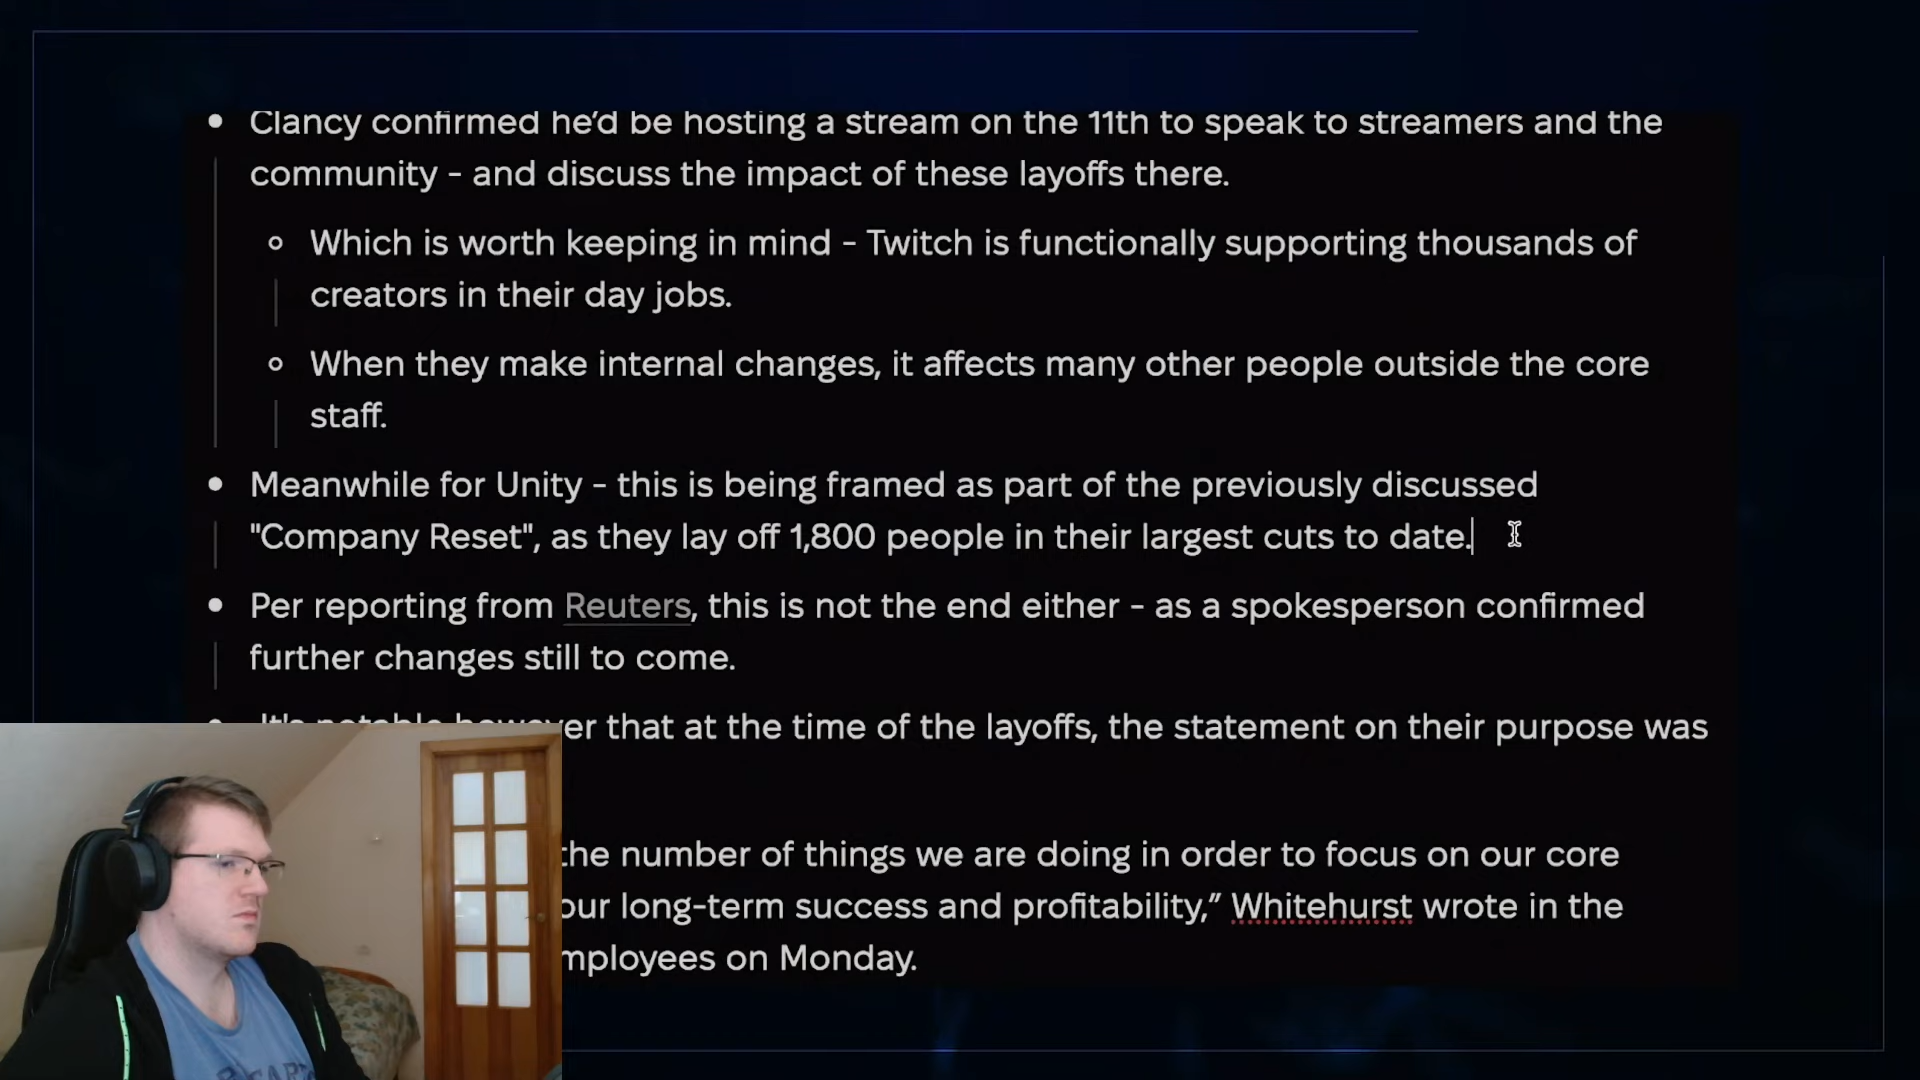 Clancy confirmed he'd be hosting a stream on the 11th to speak to streamers and the
community - and discuss the impact of these layoffs there.
Which is worth keeping in mind - Twitch is functionally supporting thousands of
creators in their day jobs.
When they make internal changes, it affects many other people outside the core
staff.
Meanwhile for Unity - this is being framed as part of the previously discussed
"Company Reset", as they lay off 1,800 people in their largest cuts to date.
Per reporting from Reuters, this is not the end either - as a spokesperson confirmed
further changes still to come.
It's notable however that at the time of the layoffs, the statement on their purpose was
the number of things we are doing in order to focus on our core
our long-term success and profitability,” Whitehurst wrote in the
mployees on Monday.